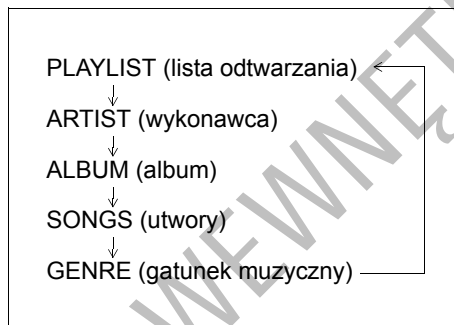 PLAYLIST (lista odtwarzania)
ARTIST (wykonawca)
ALBUM (album)
SONGS (utwory)
GENRE (gatunek muzyczny)